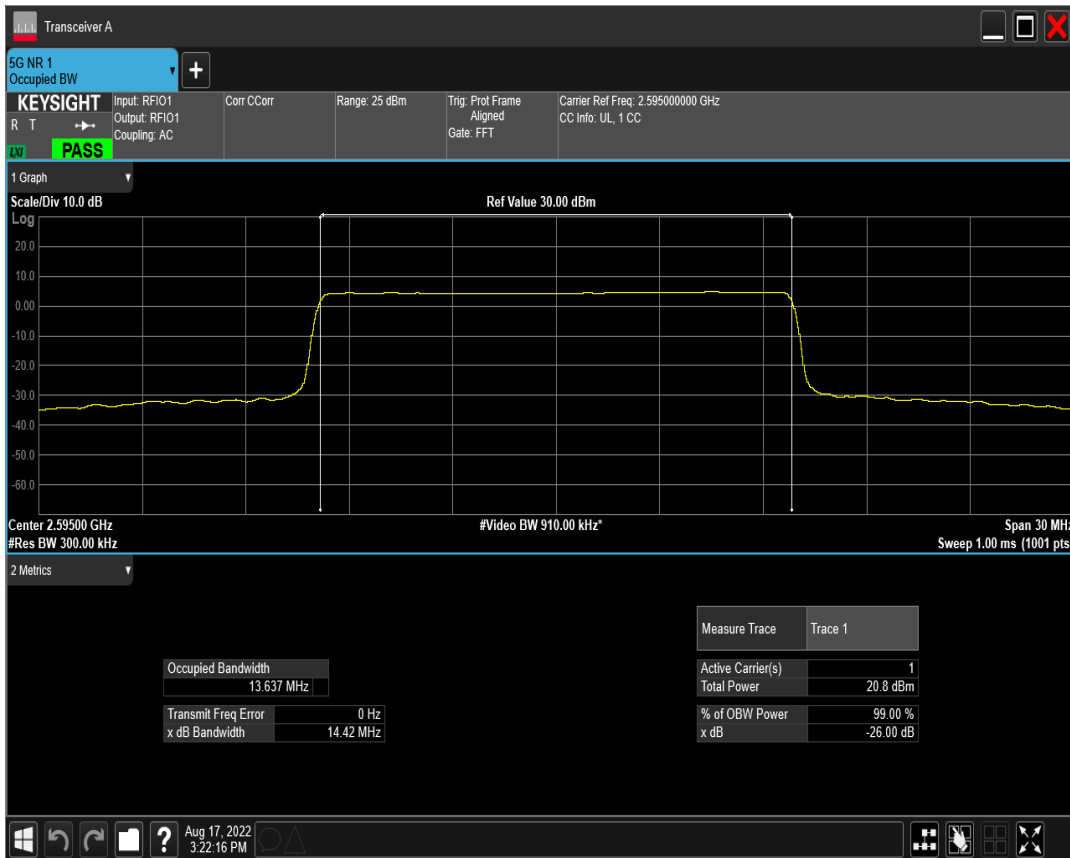 Transceiver A
5G NR 1
Occupied BW
KEYSIGHT
R T
LXI
PASS
Input: RFIO1
Output: RFIO1
Coupling: AC
Corr CCorr
Range: 25 dBm
Trig: Prot Frame
Aligned
Gate: FFT
Carrier Ref Freq: 2.595000000 GHz
CC Info: UL, 1 CC
1 Graph
Scale/Div 10.0 dB
Ref Value 30.00 dBm
Log
20.0
10.0
0.00
-10.0
-20.0
-30.0
-40.0
-50.0
-60.0
Center 2.59500 GHz
#Video BW 910.00 kHz*
Span 30 MHz
#Res BW 300.00 kHz
Sweep 1.00 ms (1001 pts
2 Metrics
Measure Trace Trace 1
Occupied Bandwidth
13.637 MHz
Active Carrier(s) 1
Total Power 20.8 dBm
Transmit Freq Error 0 Hz
x dB Bandwidth 14.42 MHz
% of OBW Power 99.00 %
x dB -26.00 dB
?
Aug 17, 2022
3:22:16 PM